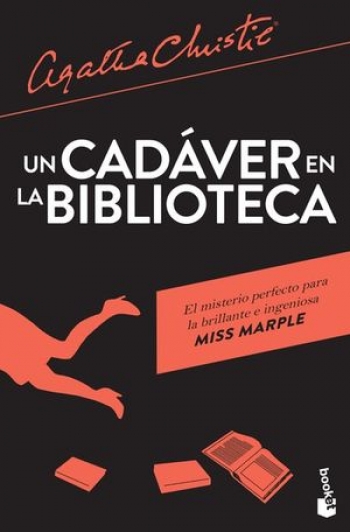 Agatha Christie
UN CADÁVER EN
LA BIBLIOTECA
El misterio perfecto para
la brillante e ingeniosa
MISS MARPLE
booket